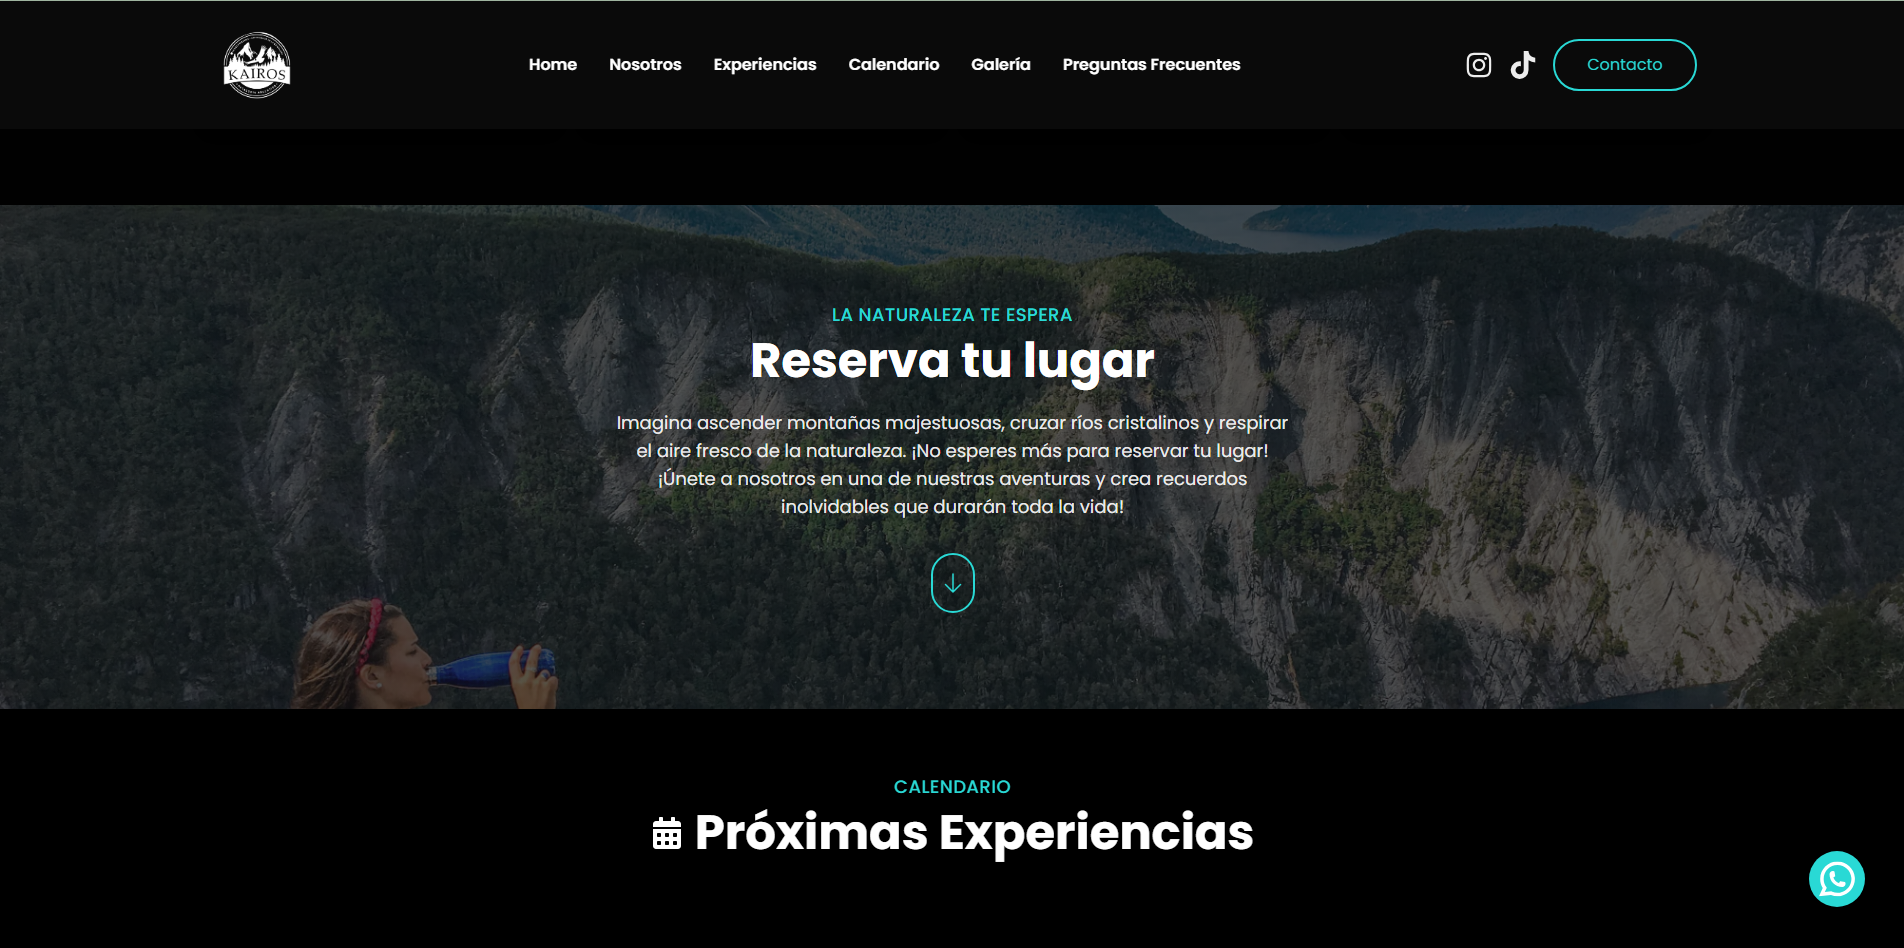 KAIROS
Home Nosotros Experiencias Calendario Galería Preguntas Frecuentes Contacto
LA NATURALEZA TE ESPERA
Reserva tu lugar
Imagina ascender montañas majestuosas, cruzar ríos cristalinos y respirar
el aire fresco de la naturaleza. ¡No esperes más para reservar tu lugar!
¡Únete a nosotros en una de nuestras aventuras y crea recuerdos
inolvidables que durarán toda la vida!
CALENDARIO
Próximas Experiencias